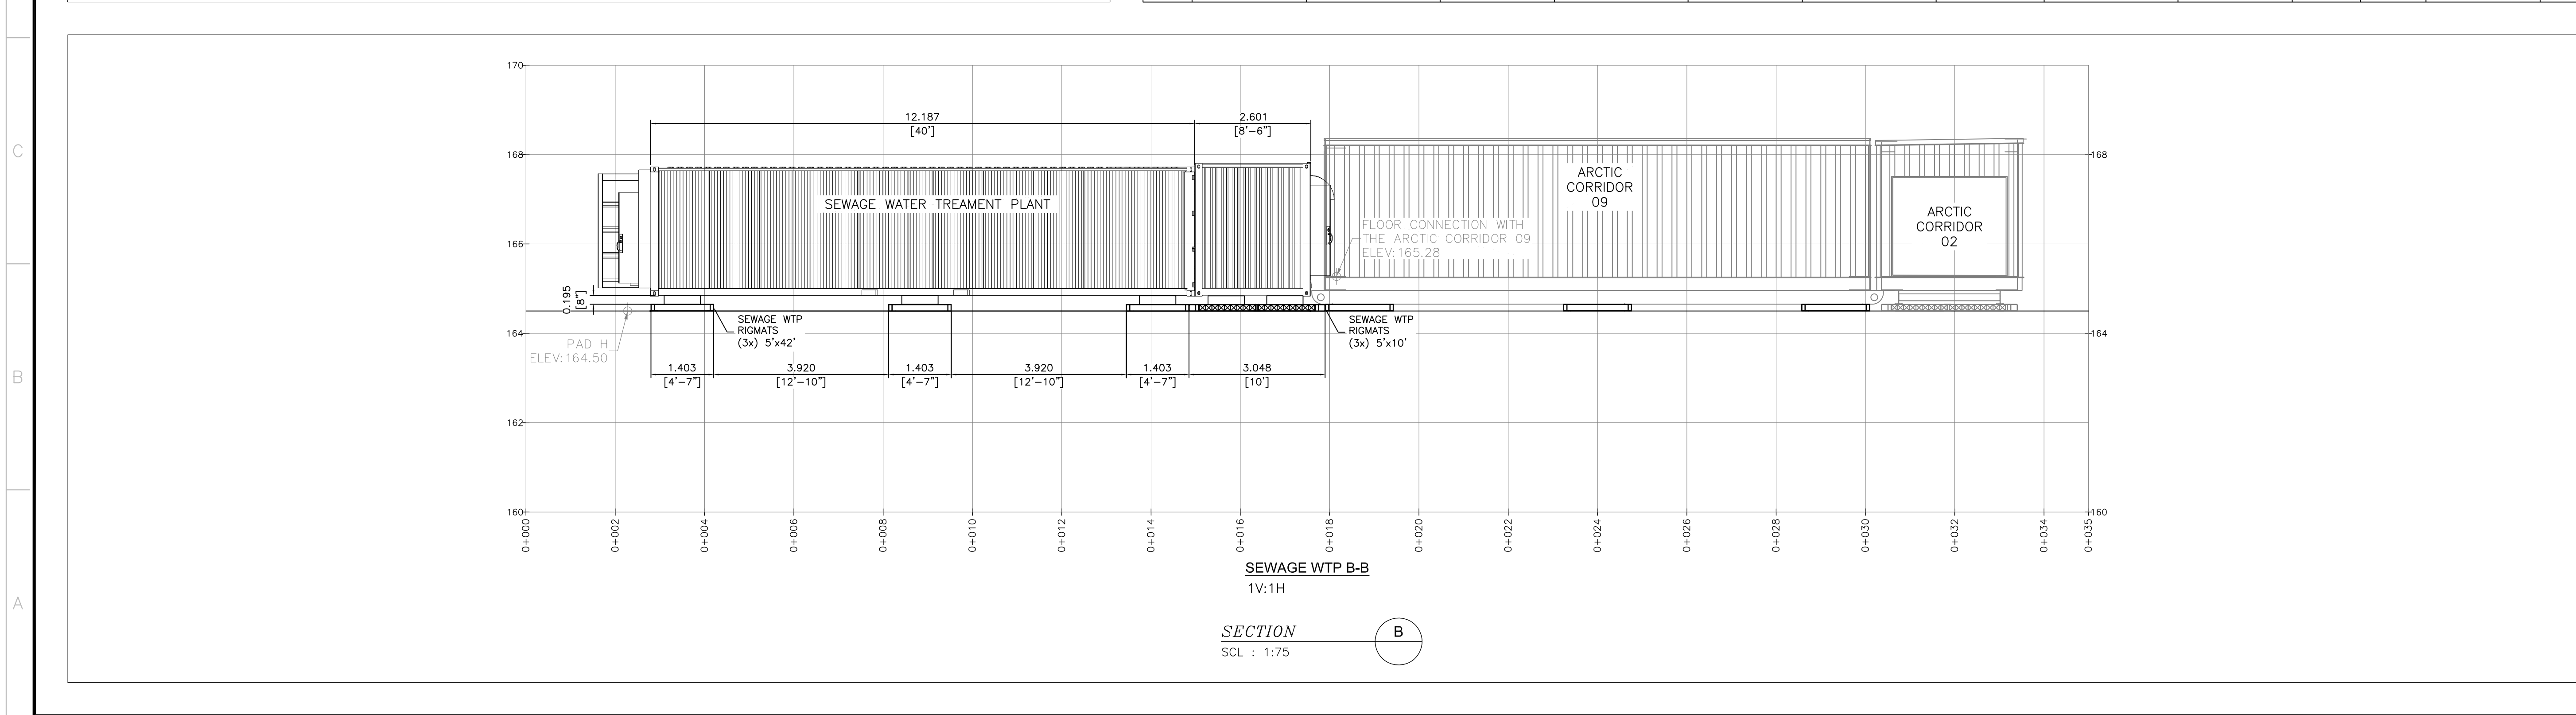 C
B
A
170
168
166
164
162
160
168
164
160
12.187
[40']
2.601
[8'-6"]
SEWAGE WATER TREAMENT PLANT
ARCTIC
CORRIDOR
09
ARCTIC
CORRIDOR
02
FLOOR CONNECTION WITH
THE ARCTIC CORRIDOR 09
ELEV:165.28
0.195
[8"]
PAD H
ELEV:164.50
SEWAGE WTP
RIGMATS
(3x) 5'x42'
SEWAGE WTP
RIGMATS
(3x) 5'x10'
1.403
[4'-7"]
3.920
[12'-10"]
1.403
[4'-7"]
3.920
[12'-10"]
1.403
[4'-7"]
3.048
[10']
0+000
0+002
0+004
0+006
0+008
0+010
0+012
0+014
0+016
0+018
0+020
0+022
0+024
0+026
0+028
0+030
0+032
0+034
0+035
SEWAGE WTP B-B
1V:1H
SECTION
B
SCL : 1:75